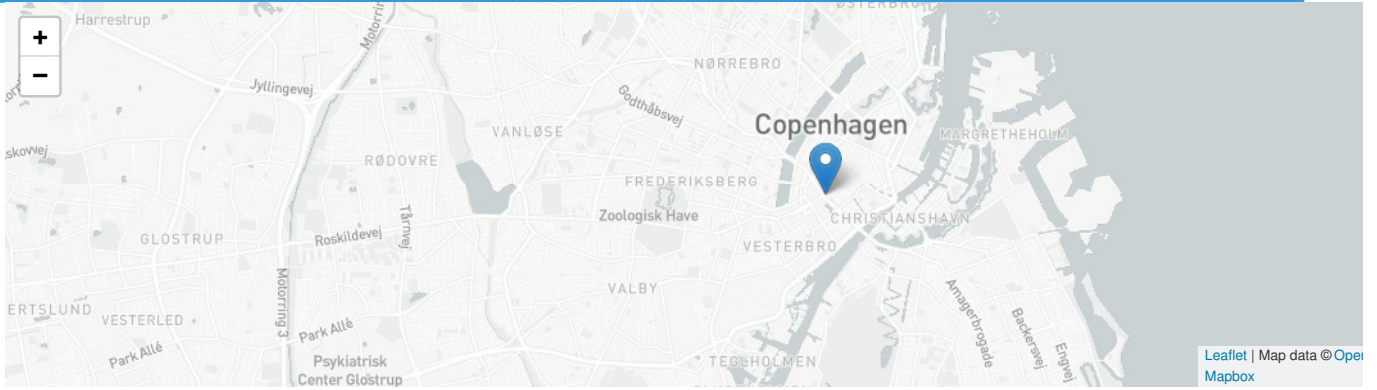 ØSTERBRO
Harrestrup
+
Motorring
NØRREBRO
−
Jyllingevej
Godthåbsvej
Copenhagen
VANLØSE
MARGRETHEHOLM
skovvej
RØDOVRE
FREDERIKSBERG
Zoologisk Have
CHRISTIANSHAVN
Tårnvej
GLOSTRUP
Roskildevej
VESTERBRO
Motorring 3
VALBY
ERTSLUND
VESTERLED
Amagerbrogade
Backersvej
Engvej
Park Allé
Park Allé
Psykiatrisk
Center Glostrup
TEGLHOLMEN
Leaflet | Map data © Ope
Mapbox